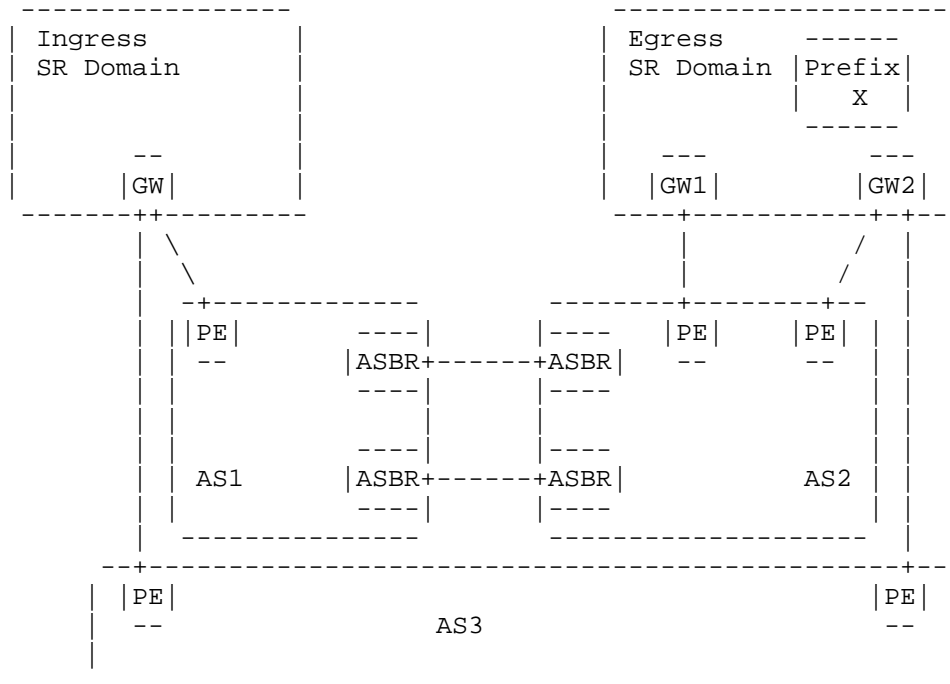 Ingress Egress
SR Domain SR Domain Prefix
X
GW GW1 GW2
PE PE PE
ASBR ASBR
AS1 ASBR ASBR AS2
PE PE
AS3